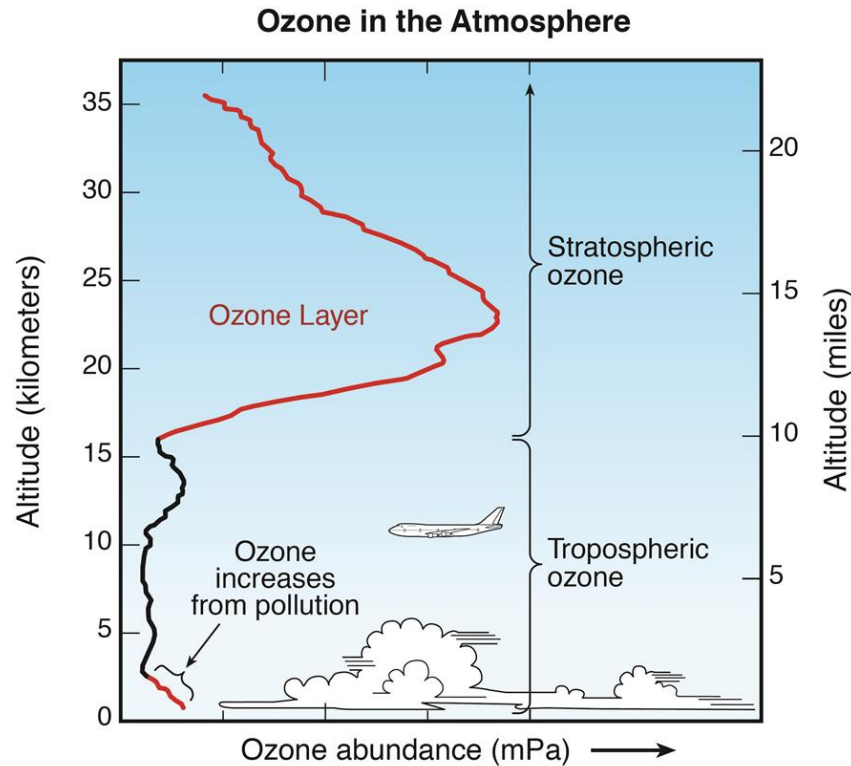 Ozone in the Atmosphere
Altitude (kilometers)
35
30
25
20
15
10
5
0
Ozone Layer
Stratospheric
ozone
Tropospheric
ozone
Ozone
increases
from pollution
20
15
10
5
Altitude (miles)
Ozone abundance (mPa)